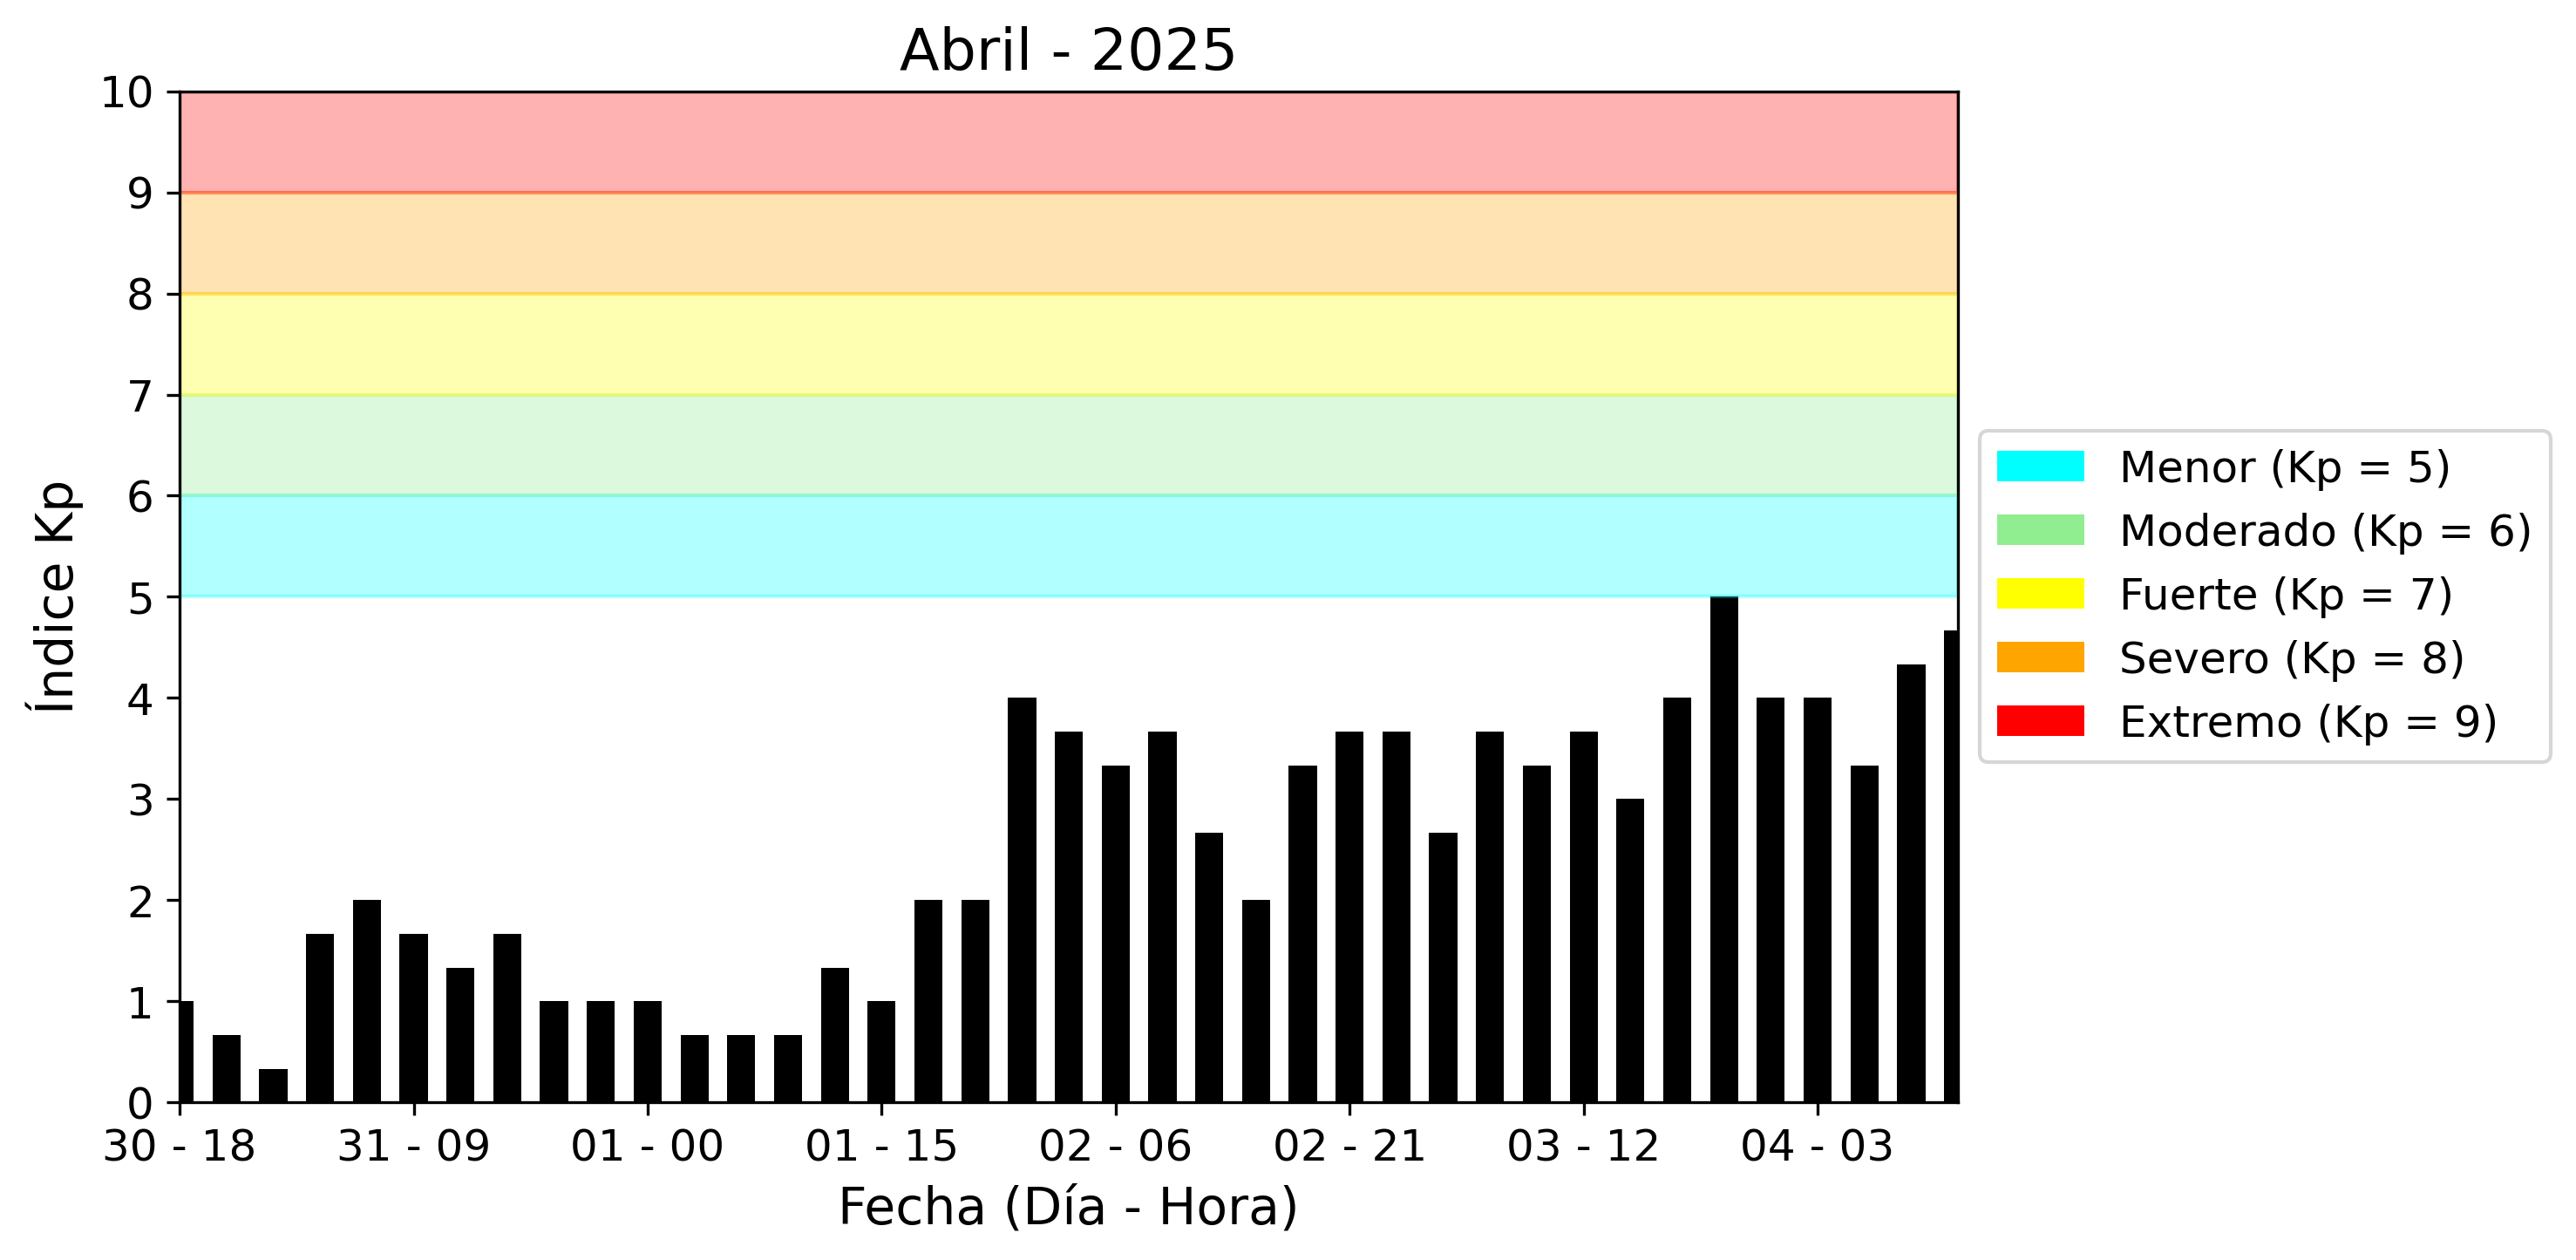 Abril - 2025
10
9
8
7
6
5
4
3
2
1
0
Índice Kp
30 - 18
31 - 09
01 - 00
01 - 15
02 - 06
02 - 21
03 - 12
04 - 03
Fecha (Día - Hora)
Menor (Kp = 5)
Moderado (Kp = 6)
Fuerte (Kp = 7)
Severo (Kp = 8)
Extremo (Kp = 9)